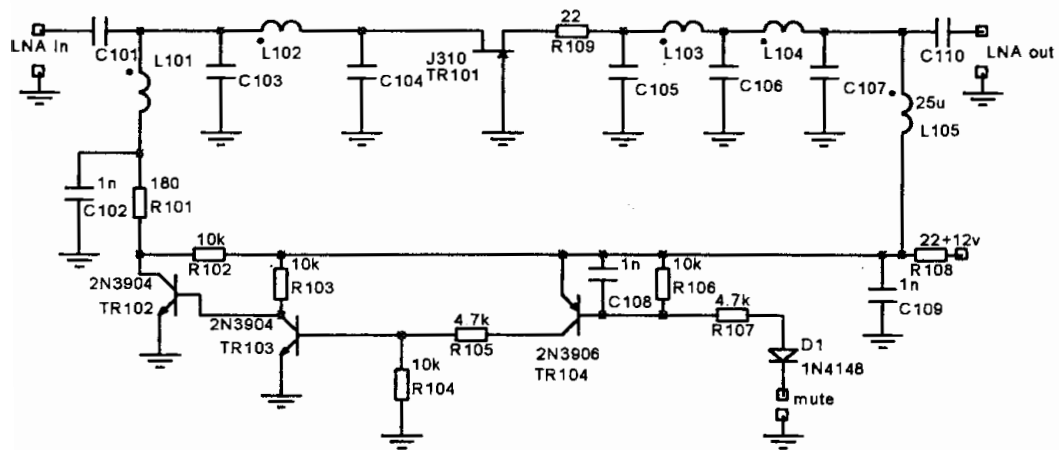 LNA in
C101
L101
L102
C103
C104
J310
TR101
22
R109
L103
L104
C105
C106
C107
C110
LNA out
25u
L105
1n
C102
180
R101
10k
R102
10k
R103
1n
C108
10k
R106
22+12v
R108
1n
C109
2N3904
TR102
2N3904
TR103
4.7k
R105
10k
R104
2N3906
TR104
4.7k
R107
D1
1N4148
mute